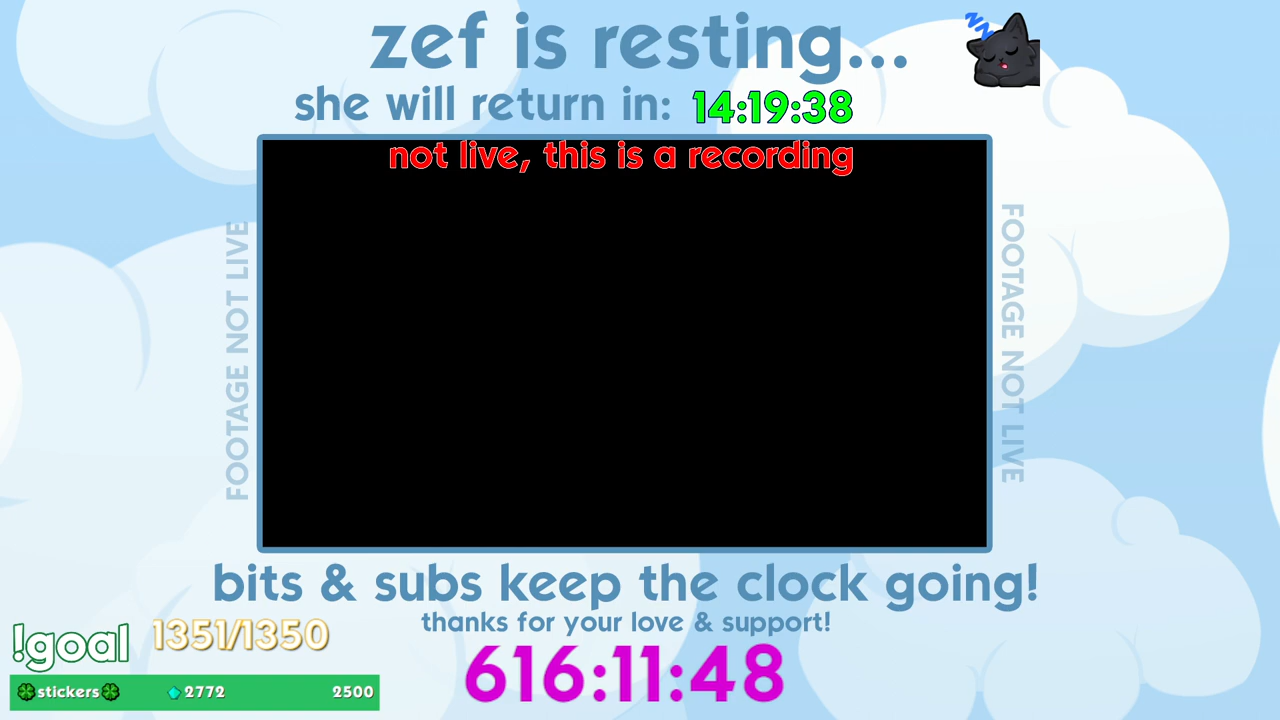 zef is resting...
she will return in: 14:19:38
not live, this is a recording
FOOTAGE NOT LIVE
FOOTAGE NOT LIVE
bits & subs keep the clock going!
thanks for your love & support!
!goal 1351/1350
616:11:48
stickers 2772 2500